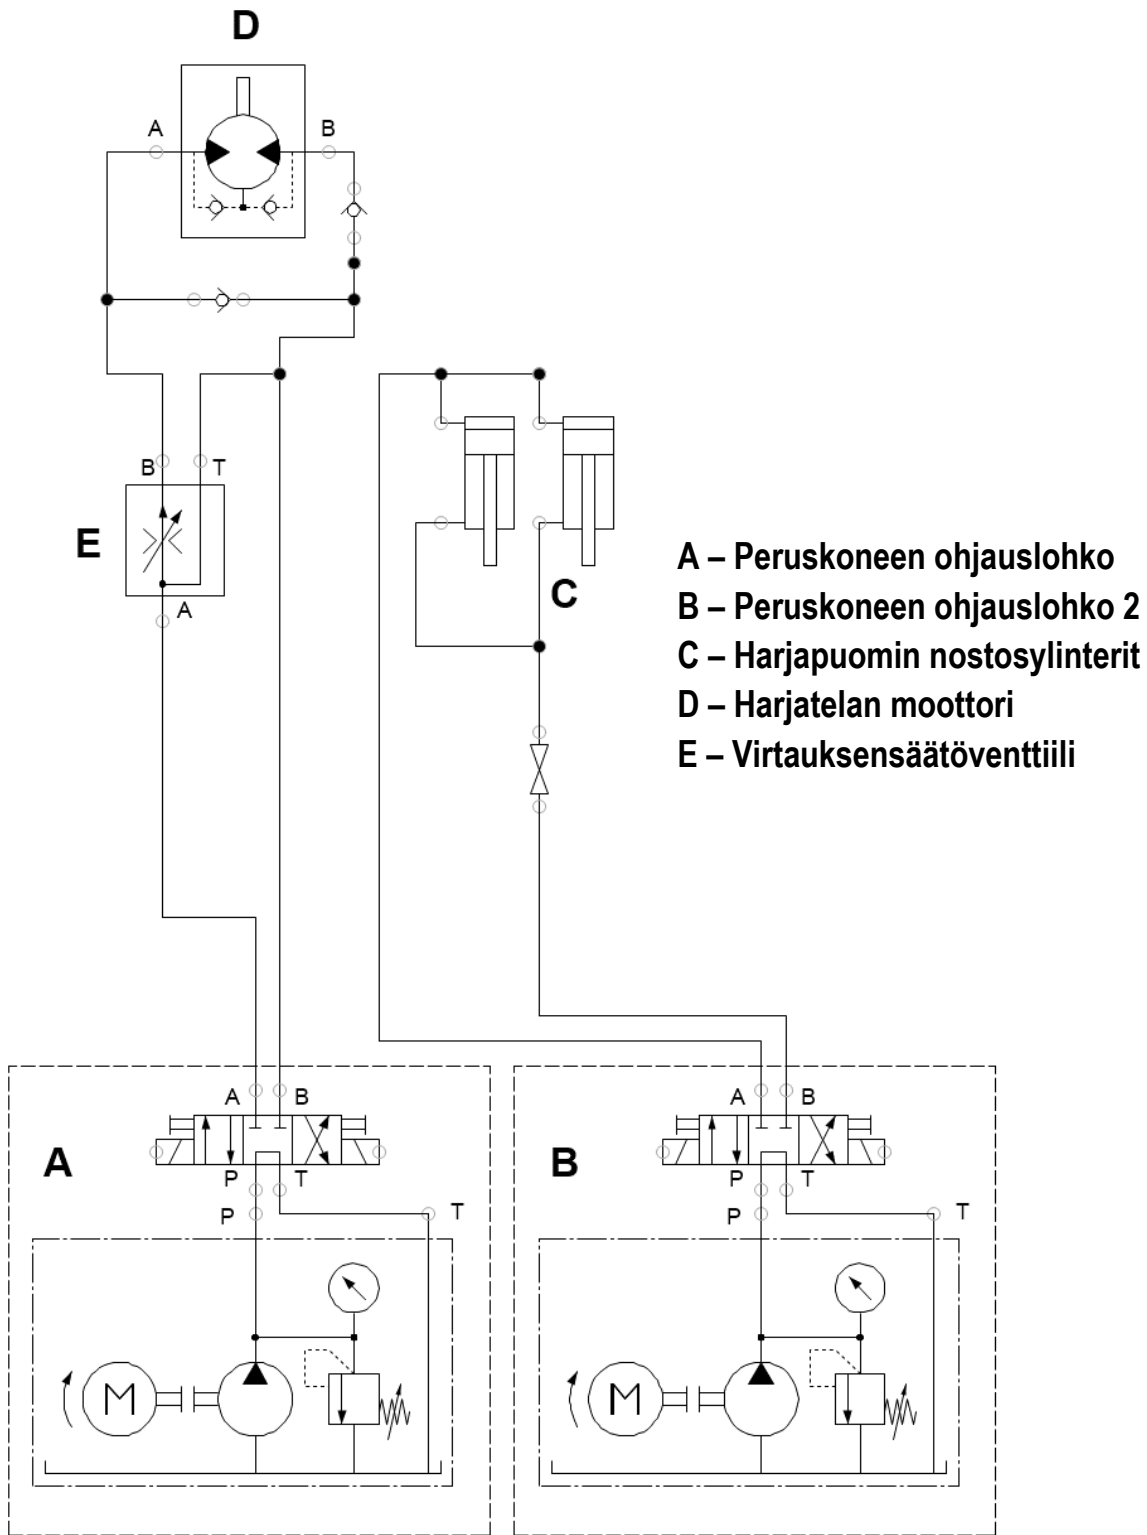 D
A
B
B
T
E
A
C
A – Peruskoneen ohjauslohko
B – Peruskoneen ohjauslohko 2
C – Harjapuomin nostosylinterit
D – Harjatelan moottori
E – Virtauksensäätöventtiili
A B
A B
A
P T
B
P T
P T
P T
M
M